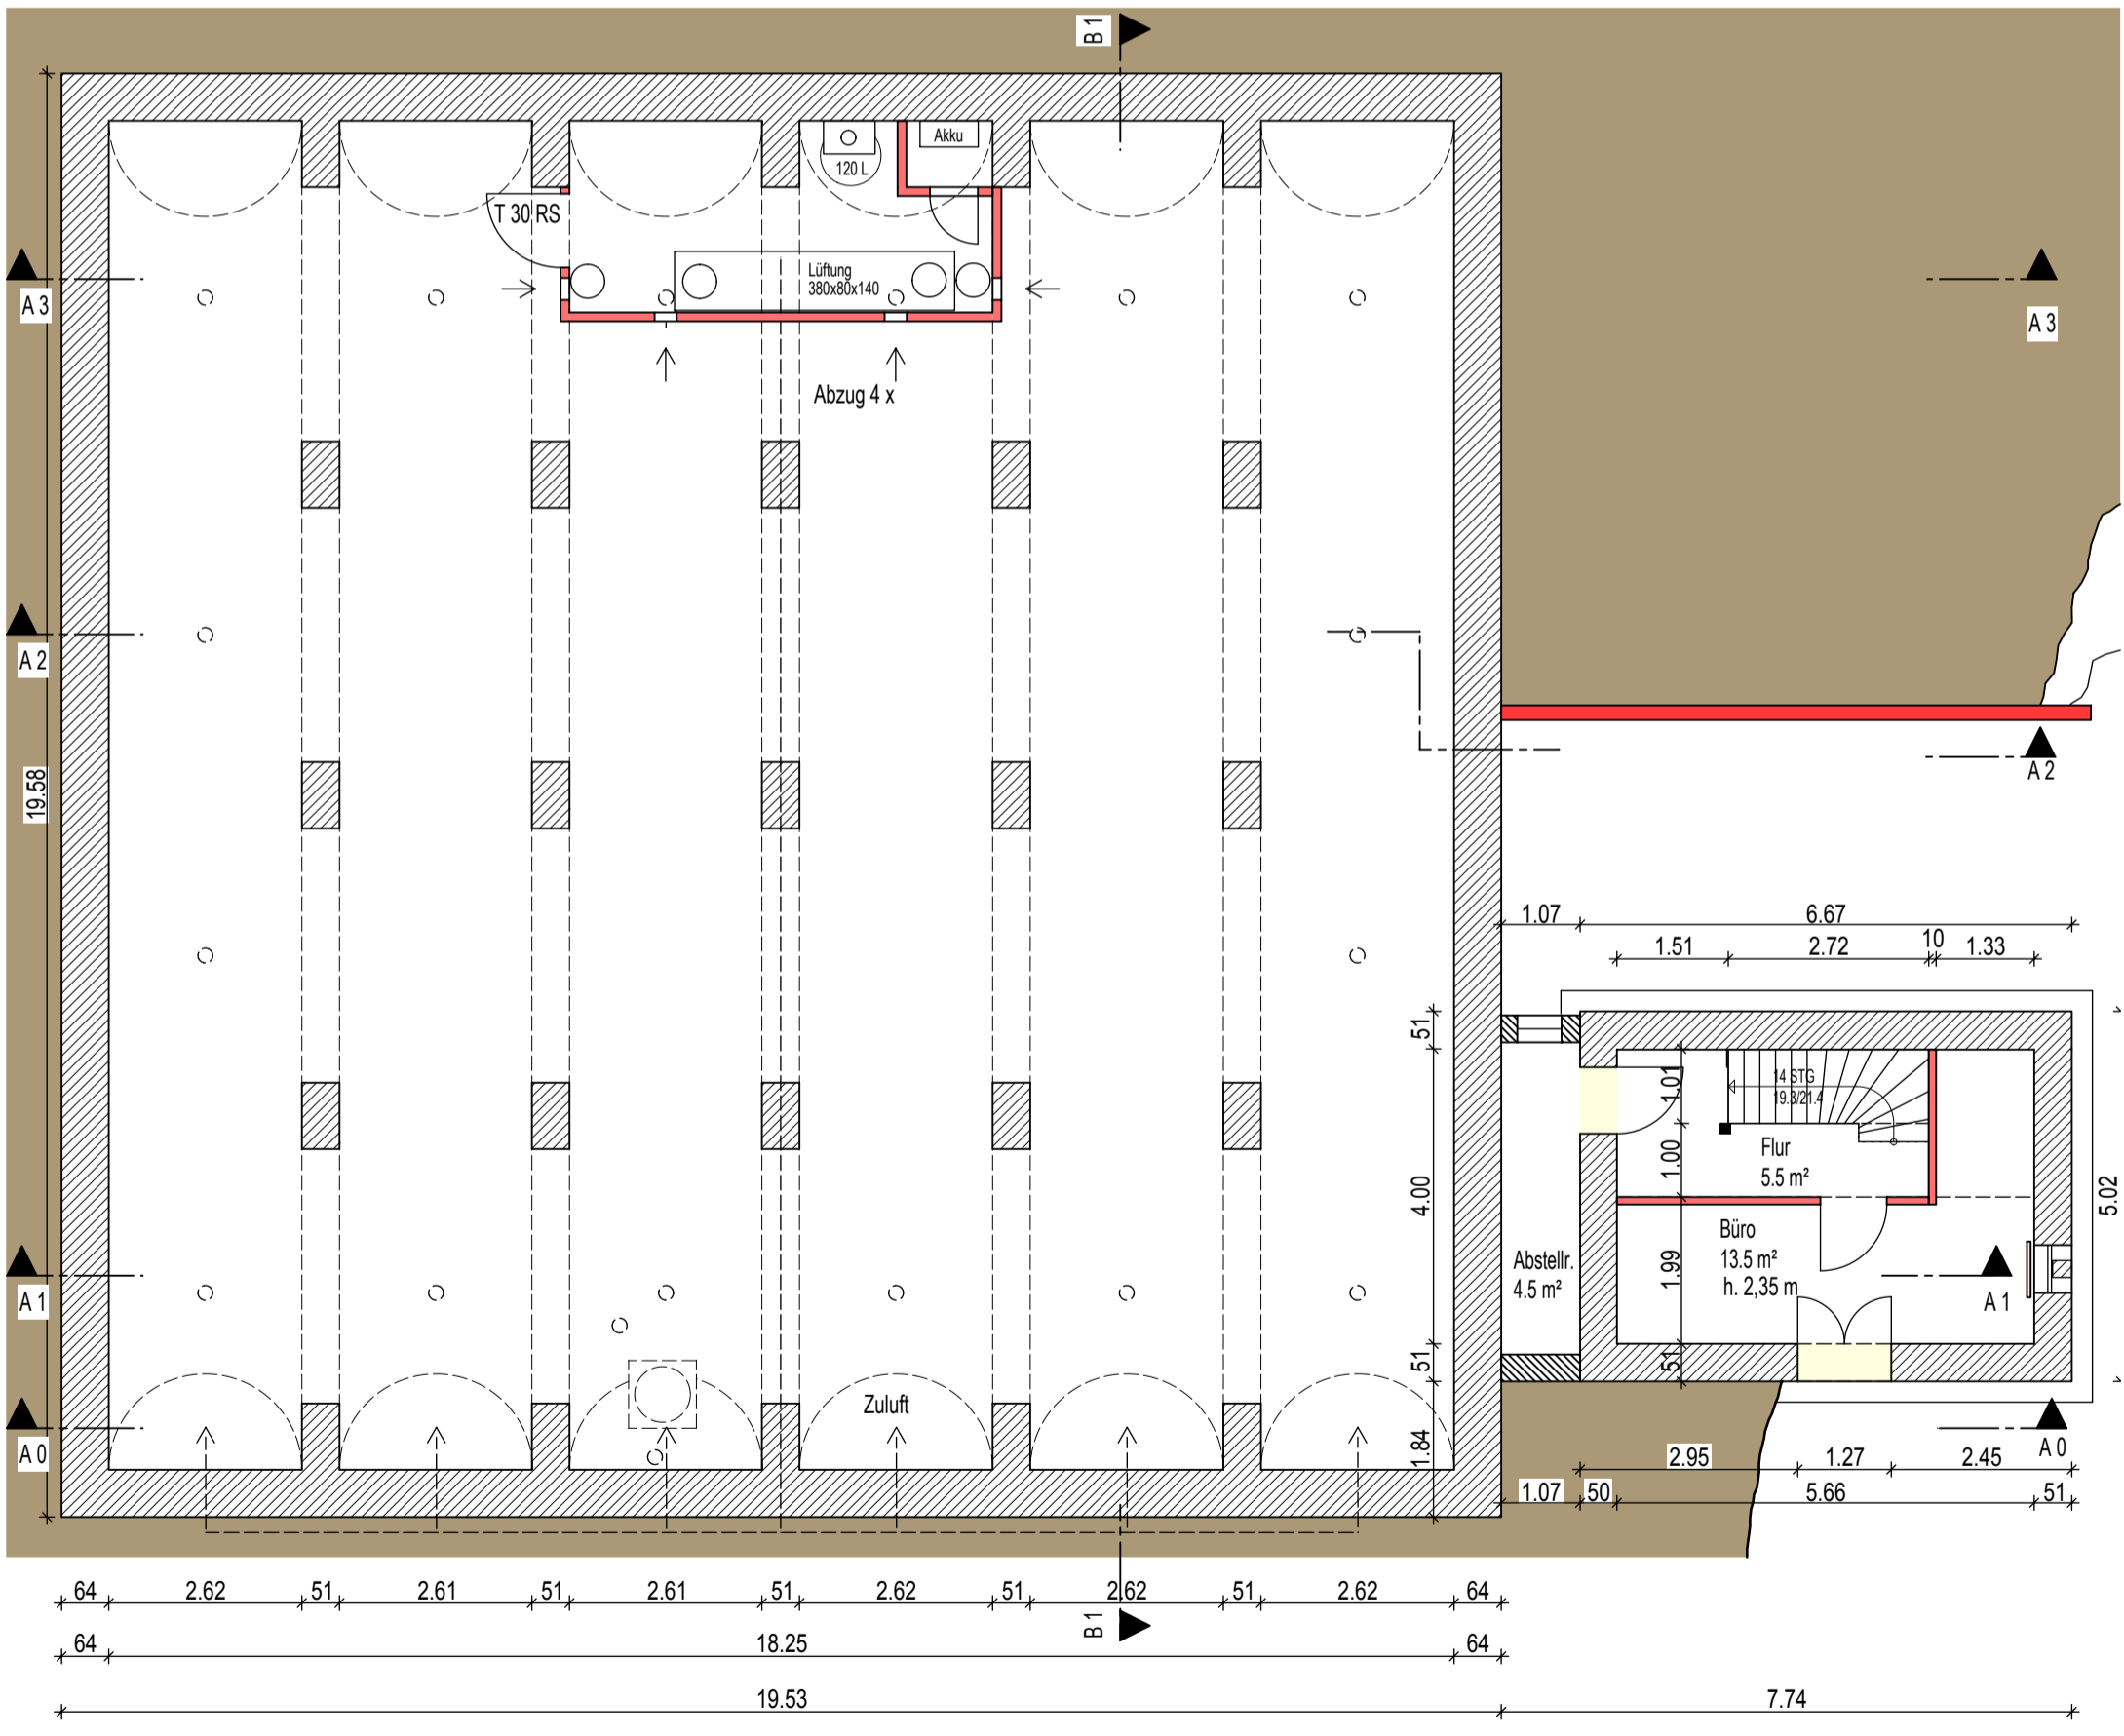 B 1
Akku
120 L
T 30 RS
Lüftung
380x80x140
A 3
A 3
Abzug 4 x
A 2
A 2
19.58
1.07
6.67
1.51
2.72
10
1.33
51
1.01
14 STG
19.8/21.4
Flur
5.5 m²
1.00
4.00
5.02
Büro
13.5 m²
h. 2,35 m
Abstellr.
4.5 m²
1.99
A 1
A 1
51
51
Zuluft
1.84
A 0
A 0
2.95
1.27
2.45
1.07
50
5.66
51
64
2.62
51
2.61
51
2.61
51
2.62
51
2.62
51
2.62
64
B 1
64
18.25
64
19.53
7.74